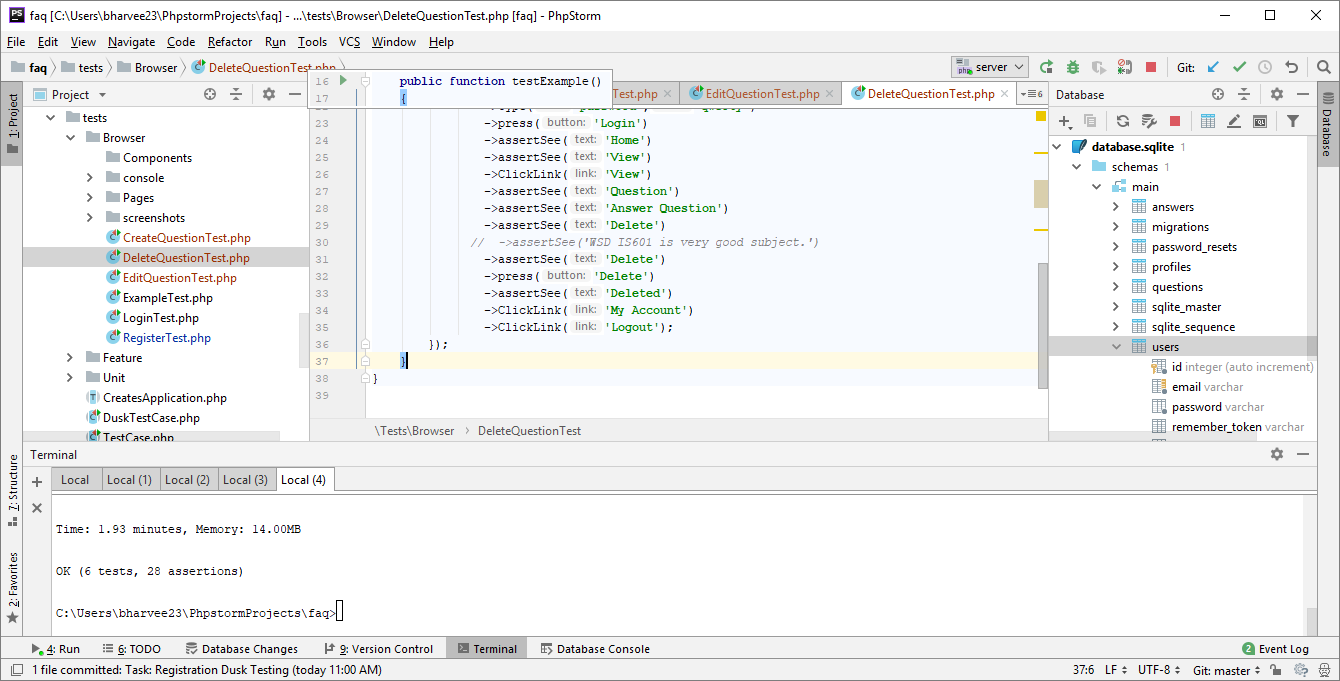 faq [C:\Users\bharvee23\PhpstormProjects\faq] - ...\tests\Browser\DeleteQuestionTest.php [faq] - PhpStorm
File Edit View Navigate Code Refactor Run Tools VCS Window Help
faq tests Browser DeleteQuestionTest.php
server Git:
1: Project
Project
tests
Browser
Components
console
Pages
screenshots
CreateQuestionTest.php
DeleteQuestionTest.php
EditQuestionTest.php
ExampleTest.php
LoginTest.php
RegisterTest.php
Feature
Unit
CreatesApplication.php
DuskTestCase.php
TestCase.php
Test.php EditQuestionTest.php DeleteQuestionTest.php 6
16 public function testExample()
17 {
23 ->press( button: 'Login')
24 ->assertSee( text: 'Home')
25 ->assertSee( text: 'View')
26 ->ClickLink( link: 'View')
27 ->assertSee( text: 'Question')
28 ->assertSee( text: 'Answer Question')
29 ->assertSee( text: 'Delete')
30 // ->assertSee('WSD IS601 is very good subject.')
31 ->assertSee( text: 'Delete')
32 ->press( button: 'Delete')
33 ->assertSee( text: 'Deleted')
34 ->ClickLink( link: 'My Account')
35 ->ClickLink( link: 'Logout');
36 });
37 }
38 }
39
\Tests\Browser DeleteQuestionTest
Database
database.sqlite 1
schemas 1
main
answers
migrations
password_resets
profiles
questions
sqlite_master
sqlite_sequence
users
id integer (auto increment)
email varchar
password varchar
remember_token varchar
Database
7: Structure
2: Favorites
Terminal
Local Local (1) Local (2) Local (3) Local (4)
Time: 1.93 minutes, Memory: 14.00MB
OK (6 tests, 28 assertions)
C:\Users\bharvee23\PhpstormProjects\faq>
4: Run 6: TODO Database Changes 9: Version Control Terminal Database Console 2 Event Log
1 file committed: Task: Registration Dusk Testing (today 11:00 AM) 37:6 LF UTF-8 Git: master